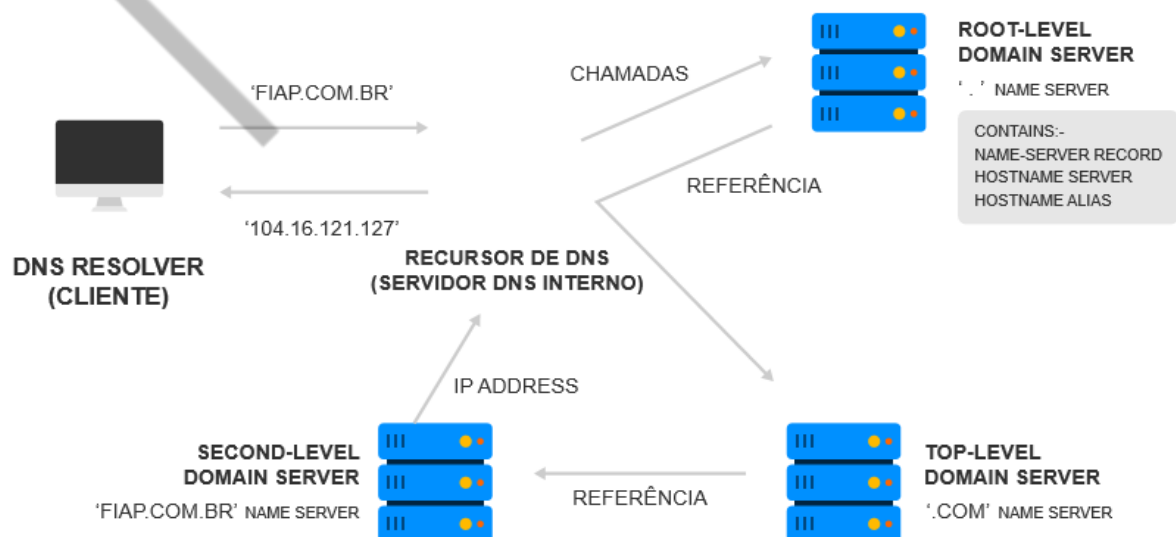 ROOT-LEVEL
DOMAIN SERVER
' . ' NAME SERVER
CONTAINS:-
NAME-SERVER RECORD
HOSTNAME SERVER
HOSTNAME ALIAS
CHAMADAS
'FIAP.COM.BR'
REFERÊNCIA
'104.16.121.127'
DNS RESOLVER
(CLIENTE)
RECURSOR DE DNS
(SERVIDOR DNS INTERNO)
IP ADDRESS
SECOND-LEVEL
DOMAIN SERVER
'FIAP.COM.BR' NAME SERVER
REFERÊNCIA
TOP-LEVEL
DOMAIN SERVER
'.COM' NAME SERVER